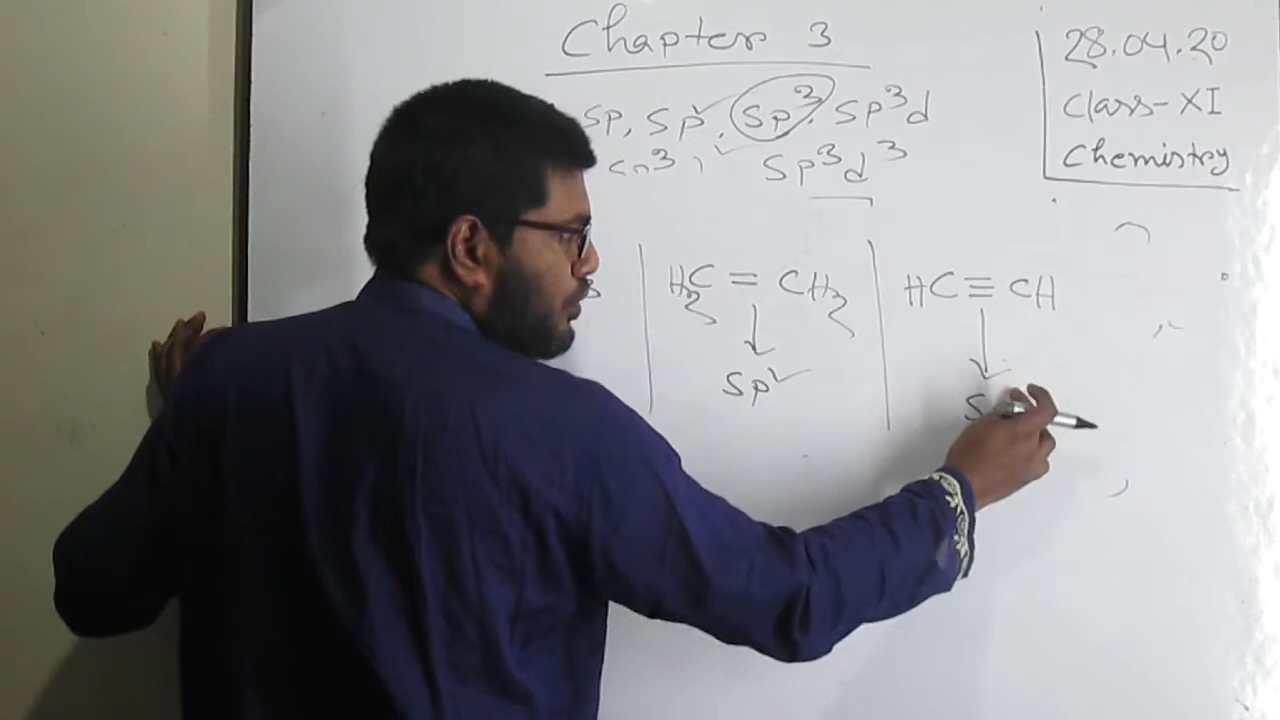 Chapter 3
28.04.20
Class-XI
Chemistry
sp, sp², sp³, sp³d
sp³d³
H₂C = CH₂
HC ≡ CH
sp²
s